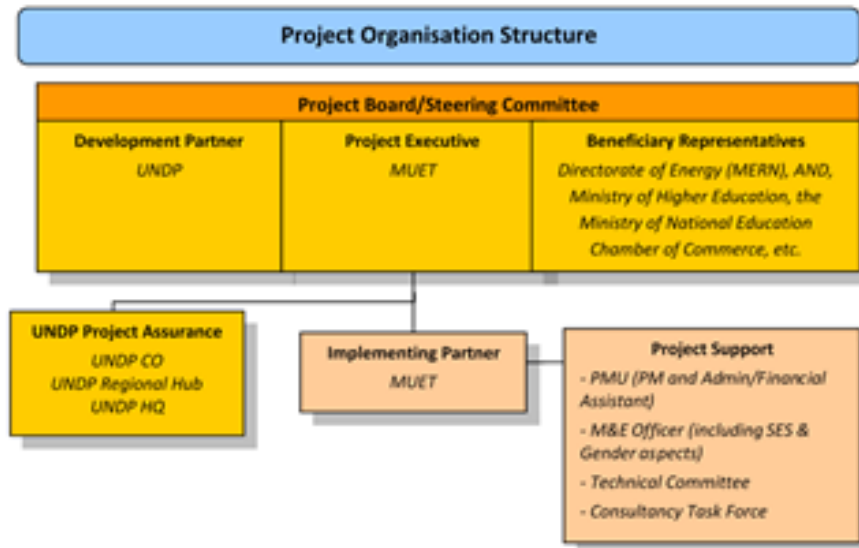 Project Organisation Structure
Project Board/Steering Committee
Development Partner
UNDP
Project Executive
MUET
Beneficiary Representatives
Directorate of Energy (MERN), AND,
Ministry of Higher Education, the
Ministry of National Education
Chamber of Commerce, etc.
UNDP Project Assurance
UNDP CO
UNDP Regional Hub
UNDP HQ
Implementing Partner
MUET
Project Support
- PMU (PM and Admin/Financial
Assistant)
- M&E Officer (including SES &
Gender aspects)
- Technical Committee
- Consultancy Task Force